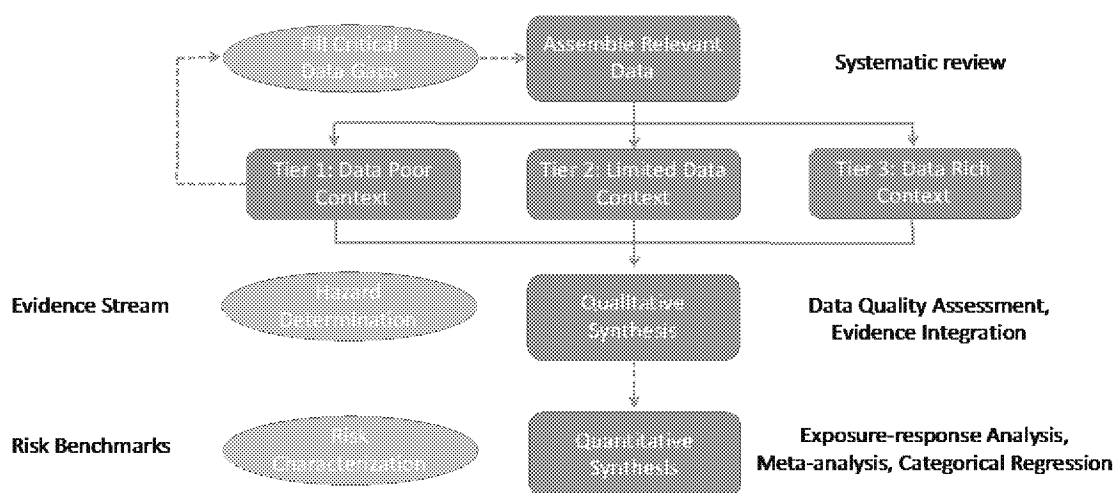 Fill Critical
Data Gaps
Assemble Relevant
Data
Systematic review
Tier 1: Data Poor
Context
Tier 2: Limited Data
Context
Tier 3: Data Rich
Context
Evidence Stream
Hazard
Determination
Qualitative
Synthesis
Data Quality Assessment,
Evidence Integration
Risk Benchmarks
Risk
Characterization
Quantitative
Synthesis
Exposure-response Analysis,
Meta-analysis, Categorical Regression